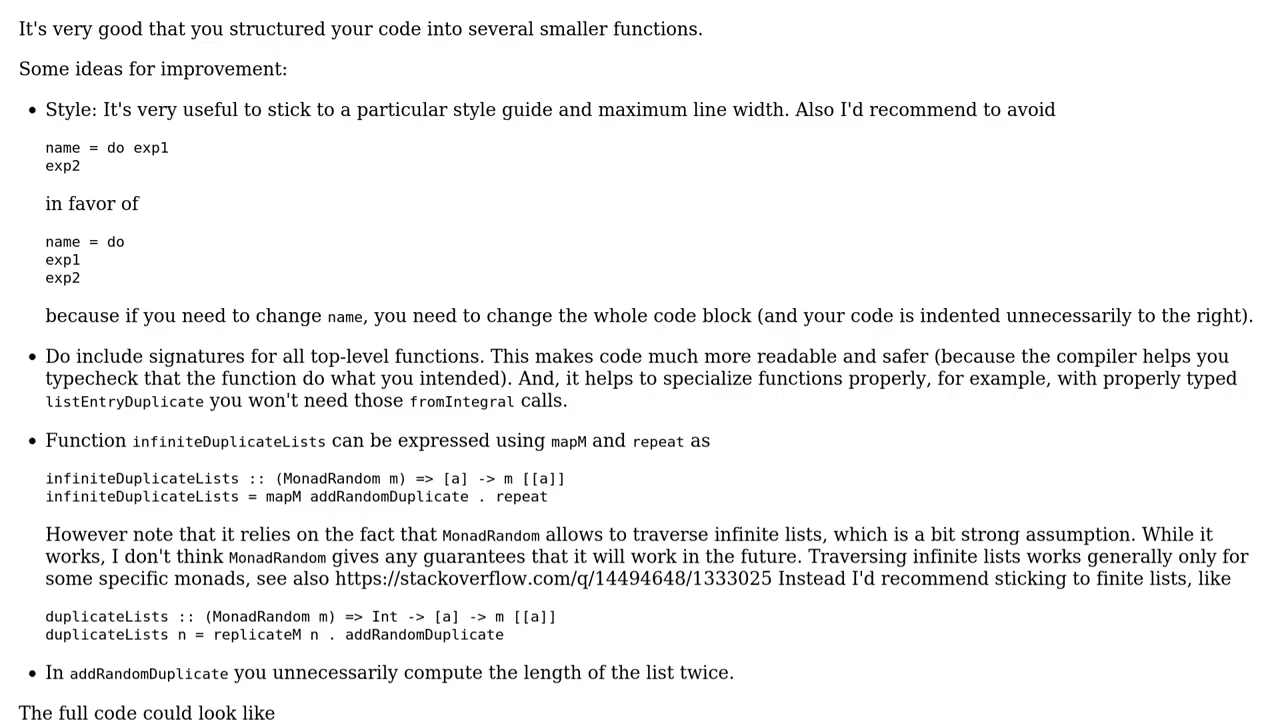 It's very good that you structured your code into several smaller functions.
Some ideas for improvement:
• Style: It's very useful to stick to a particular style guide and maximum line width. Also I'd recommend to avoid
name = do exp1
exp2
in favor of
name = do
exp1
exp2
because if you need to change name, you need to change the whole code block (and your code is indented unnecessarily to the right).
• Do include signatures for all top-level functions. This makes code much more readable and safer (because the compiler helps you
typecheck that the function do what you intended). And, it helps to specialize functions properly, for example, with properly typed
listEntryDuplicate you won't need those fromIntegral calls.
• Function infiniteDuplicateLists can be expressed using mapM and repeat as
infiniteDuplicateLists :: (MonadRandom m) => [a] -> m [[a]]
infiniteDuplicateLists = mapM addRandomDuplicate . repeat
However note that it relies on the fact that MonadRandom allows to traverse infinite lists, which is a bit strong assumption. While it
works, I don't think MonadRandom gives any guarantees that it will work in the future. Traversing infinite lists works generally only for
some specific monads, see also https://stackoverflow.com/q/14494648/1333025 Instead I'd recommend sticking to finite lists, like
duplicateLists :: (MonadRandom m) => Int -> [a] -> m [[a]]
duplicateLists n = replicateM n . addRandomDuplicate
• In addRandomDuplicate you unnecessarily compute the length of the list twice.
The full code could look like